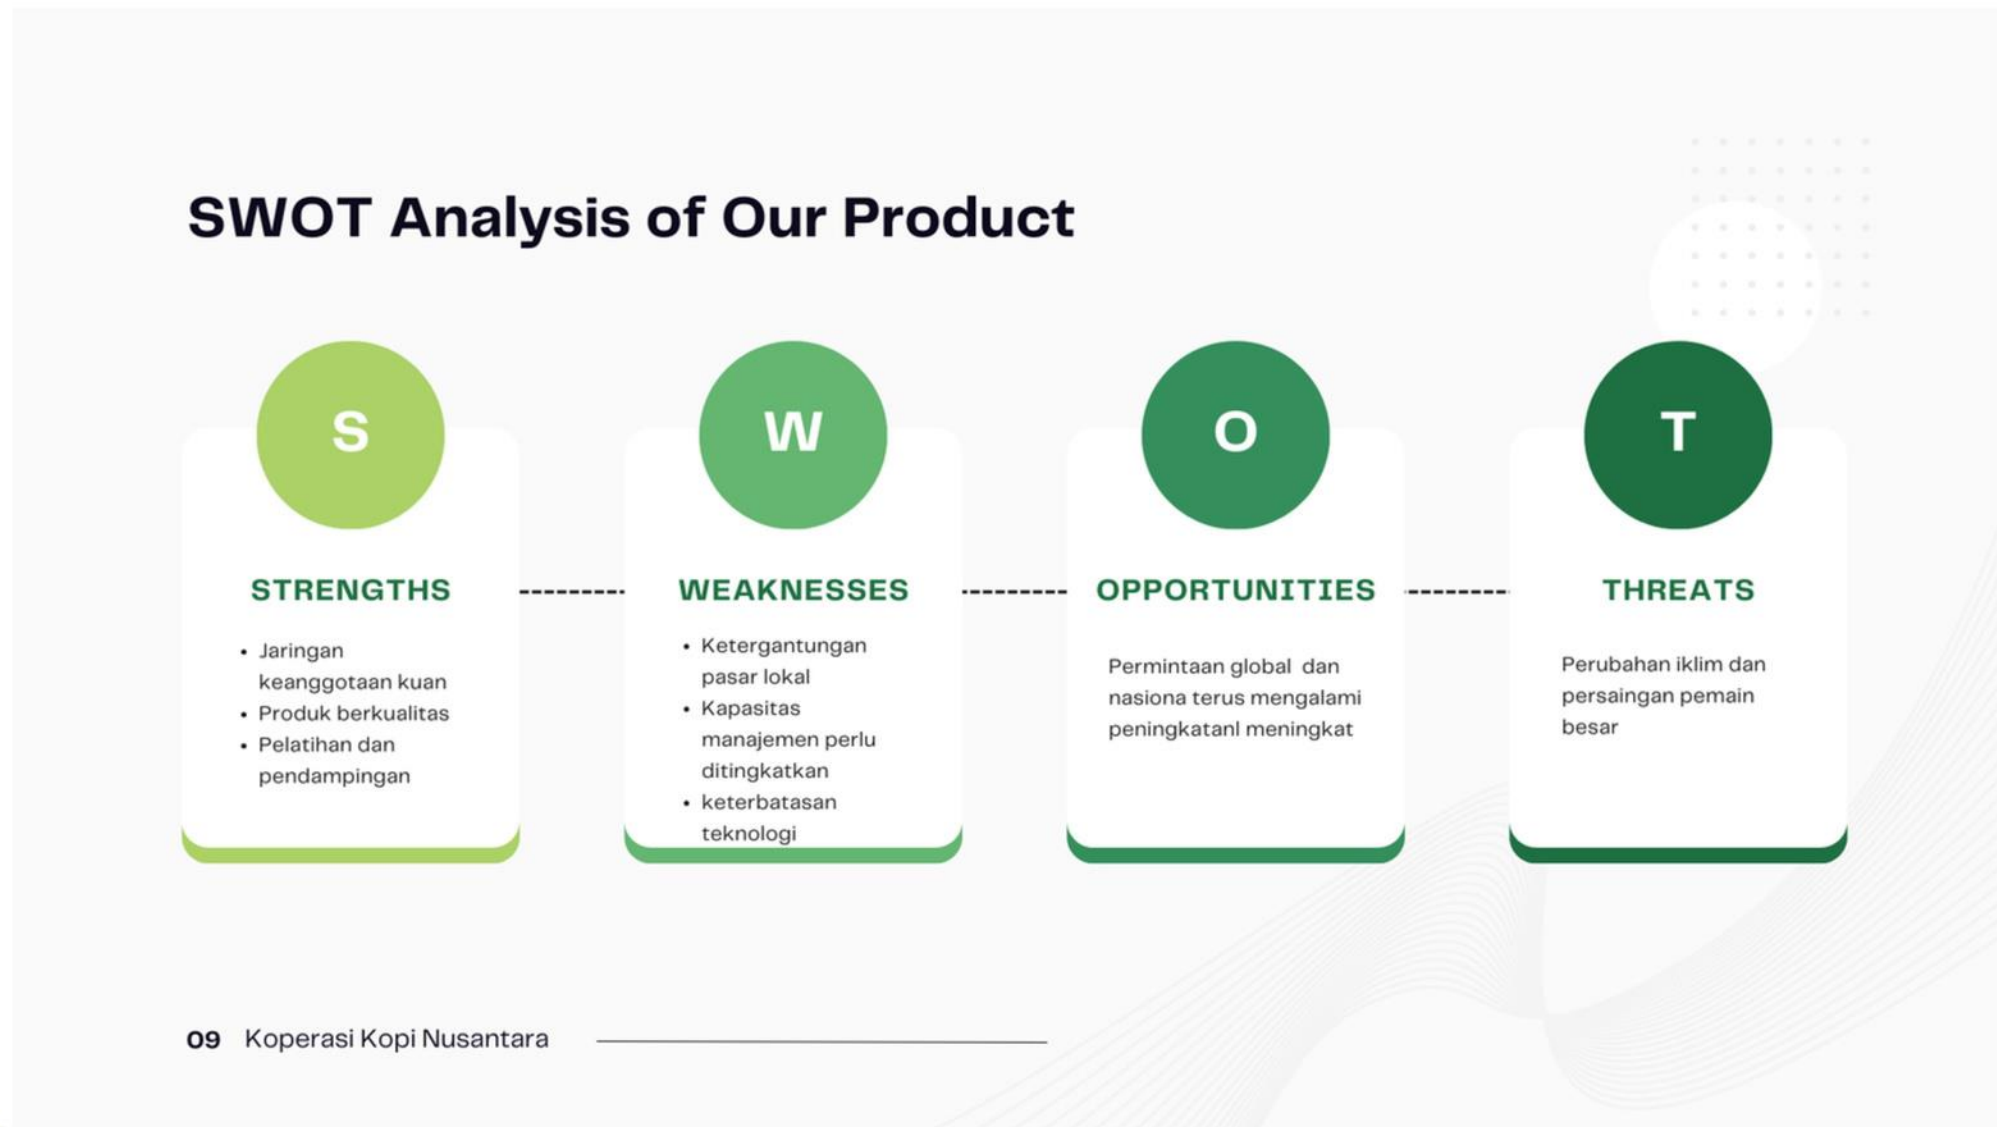 SWOT Analysis of Our Product
S
STRENGTHS
• Jaringan
keanggotaan kuan
• Produk berkualitas
• Pelatihan dan
pendampingan
W
WEAKNESSES
• Ketergantungan
pasar lokal
• Kapasitas
manajemen perlu
ditingkatkan
• keterbatasan
teknologi
O
OPPORTUNITIES
Permintaan global  dan
nasiona terus mengalami
peningkatanl meningkat
T
THREATS
Perubahan iklim dan
persaingan pemain
besar
09 Koperasi Kopi Nusantara